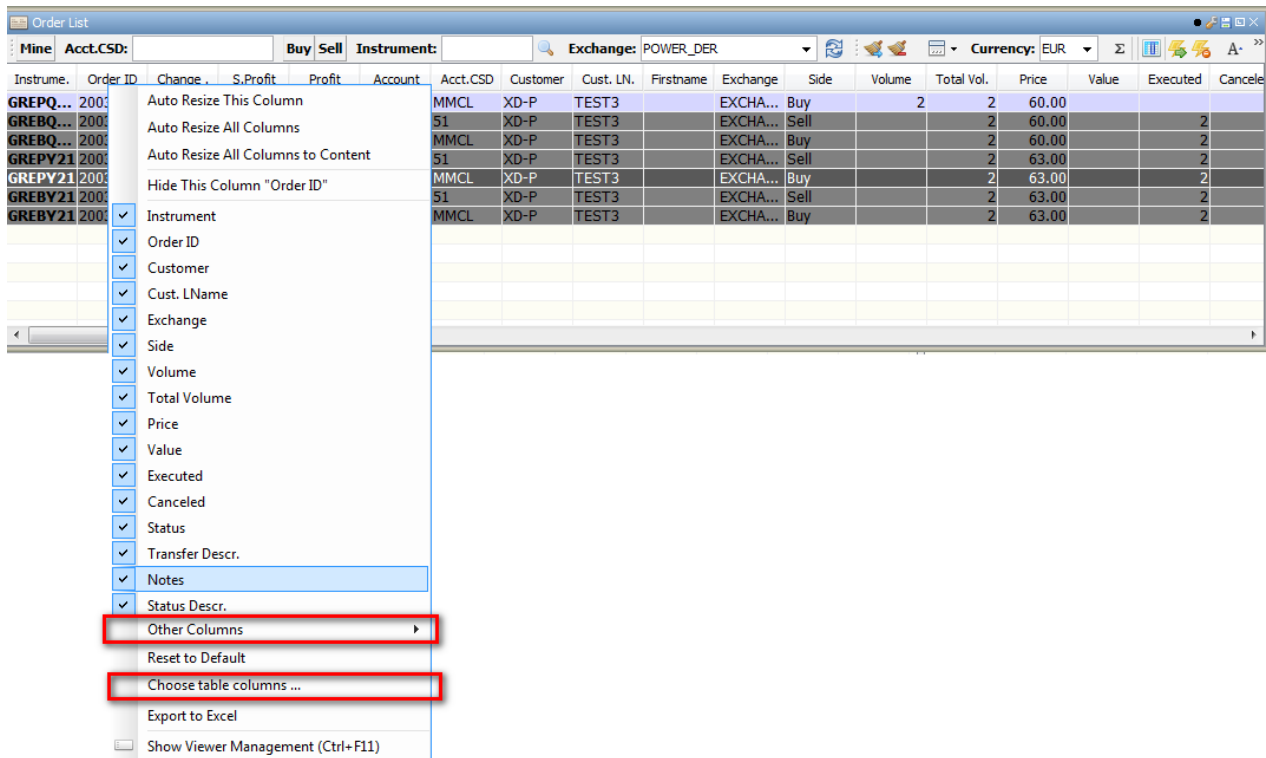 Order List
Mine Acct.CSD: Buy Sell Instrument: Exchange: POWER_DER Currency: EUR Σ A·
Instrume. Order ID Change . S.Profit Profit Account Acct.CSD Customer Cust. LN. Firstname Exchange Side Volume Total Vol. Price Value Executed Cancele
GREPQ... 2003 MMCL XD-P TEST3 EXCHA... Buy 2 2 60.00
GREBQ... 2003 51 XD-P TEST3 EXCHA... Sell 2 60.00 2
GREBQ... 2003 MMCL XD-P TEST3 EXCHA... Buy 2 60.00 2
GREPY21 2003 51 XD-P TEST3 EXCHA... Sell 2 63.00 2
GREPY21 2003 MMCL XD-P TEST3 EXCHA... Buy 2 63.00 2
GREBY21 2003 51 XD-P TEST3 EXCHA... Sell 2 63.00 2
GREBY21 2003 MMCL XD-P TEST3 EXCHA... Buy 2 63.00 2
Auto Resize This Column
Auto Resize All Columns
Auto Resize All Columns to Content
Hide This Column "Order ID"
Instrument
Order ID
Customer
Cust. LName
Exchange
Side
Volume
Total Volume
Price
Value
Executed
Canceled
Status
Transfer Descr.
Notes
Status Descr.
Other Columns
Reset to Default
Choose table columns ...
Export to Excel
Show Viewer Management (Ctrl+F11)